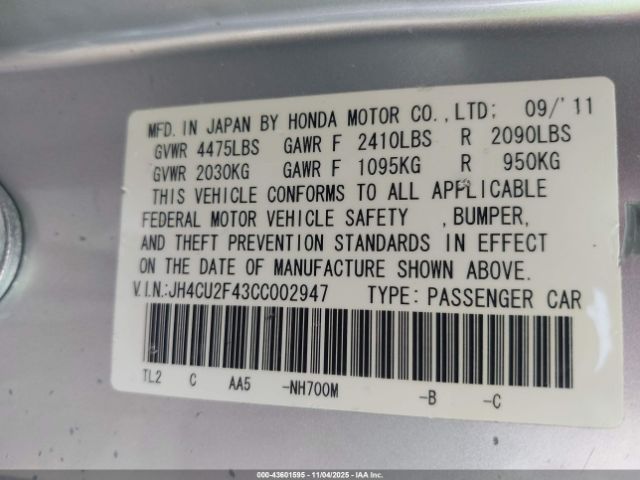 MFD. IN JAPAN BY HONDA MOTOR CO.,LTD; 09/'11
GVWR 4475LBS GAWR F 2410LBS R 2090LBS
GVWR 2030KG GAWR F 1095KG R 950KG
THIS VEHICLE CONFORMS TO ALL APPLICABLE
FEDERAL MOTOR VEHICLE SAFETY ,BUMPER,
AND THEFT PREVENTION STANDARDS IN EFFECT
ON THE DATE OF MANUFACTURE SHOWN ABOVE.
V.I.N.:JH4CU2F43CC002947 TYPE: PASSENGER CAR
TL2 C AA5 -NH700M -B -C
000-43601595 - 11/04/2025 - IAAI.COM